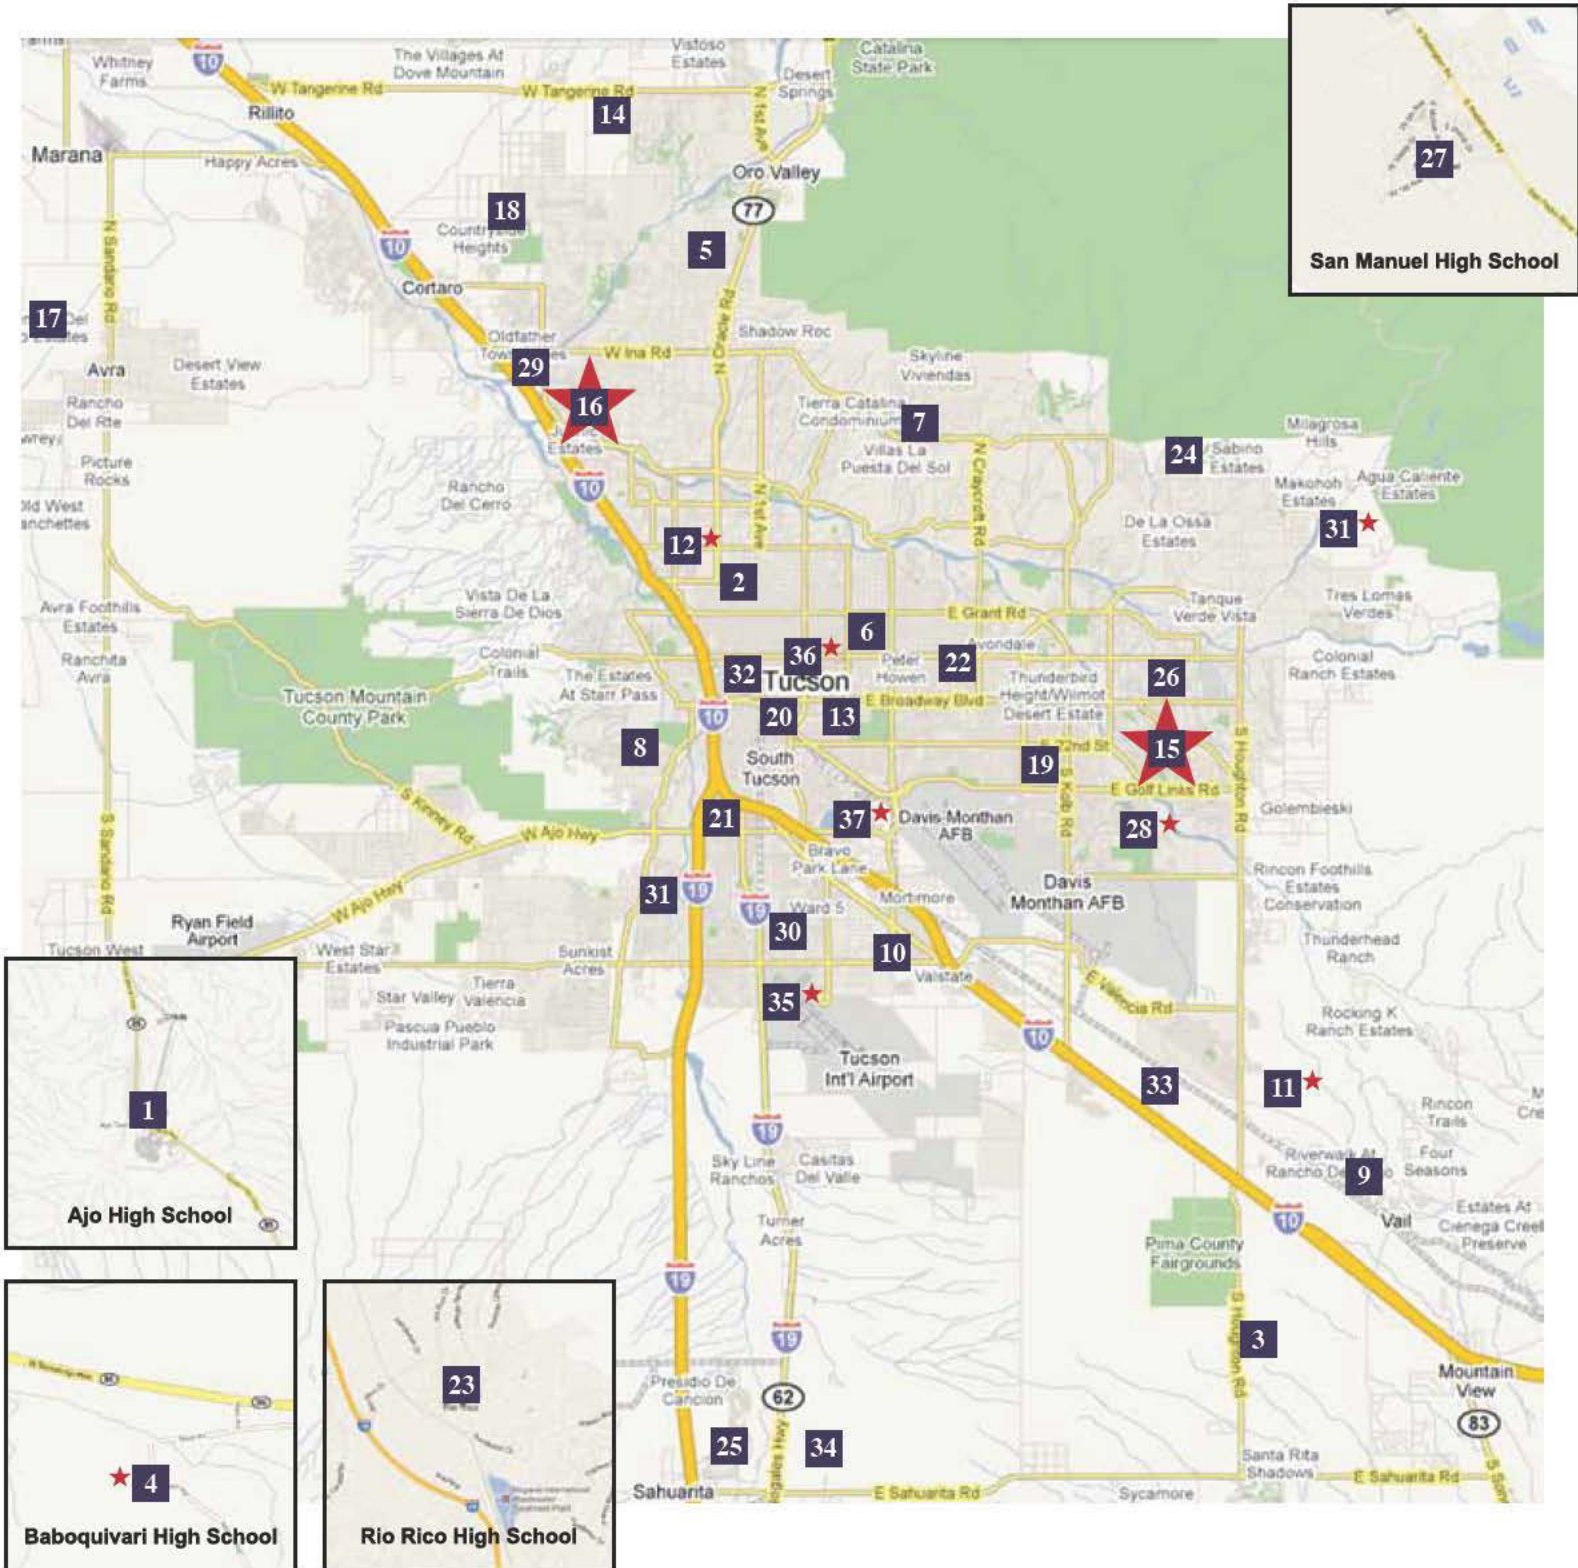 Whitney
Farms
10
The Villages At
Dove Mountain
Vistoso
Estates
Catalina
State Park
Desert
Springs
W Tangerine Rd
W Tangerine Rd
14
N 1st Ave
Rillito
Marana
Happy Acres
Oro Valley
77
18
Countryside
Heights
10
5
N Sandario Rd
Cortaro
17
Shadow Roc
Oldfather
W Ina Rd
N Oracle Rd
29
16
Estates
Skyline
Viviendas
Avra
Desert View
Estates
Rancho
Del Rte
Tierra Catalina
Condominium
7
Villas La
Puesta Del Sol
24
Sabino
Estates
Milagrosa
Hills
Picture
Rocks
Rancho
Del Cerro
10
N 1st Ave
N Craycroft Rd
Makohoh
Estates
Agua Caliente
Estates
31
Old West
De La Ossa
Estates
12
2
Vista De La
Sierra De Dios
Avra Foothills
Estates
E Grant Rd
Tanque
Verde Vista
Tres Lomas
Verdes
6
36
Avondale
22
Peter
Howen
Ranchita
Avra
Colonial
Trails
The Estates
At Starr Pass
32
Tucson
Thunderbird
Height/Wilmot
Desert Estate
26
Colonial
Ranch Estates
Tucson Mountain
County Park
10
20
13
E Broadway Blvd
8
15
19
South
Tucson
S Houghton Rd
S Kolb Rd
E Golf Links Rd
Golembieski
S Kinney Rd
S Sandario Rd
W Ajo Hwy
21
37
Davis-Monthan
AFB
28
Bravo
Park Lane
W Ajo Hwy
31
19
Mortimore
Davis
Monthan AFB
Rincon Foothills
Estates
Conservation
Ryan Field
Airport
19
Ward 5
30
10
Valstate
Thunderhead
Ranch
Tucson West
West Star
Estates
Sunkist
Acres
Star Valley
Tierra
Valencia
35
E Valencia Rd
Pascua Pueblo
Industrial Park
Rocking K
Ranch Estates
10
Tucson
Int'l Airport
33
11
Rincon
Trails
19
Sky Line
Ranchos
Casitas
Del Valle
9
Four
Seasons
Turner
Acres
10
Vail
Estates At
Cienega Creek
Preserve
Pima County
Fairgrounds
19
19
S Houghton Rd
3
Presidio De
Cancion
62
Mountain
View
83
25
34
Sahuarita
E Sahuarita Rd
Santa Rita
Shadows
E Sahuarita Rd
Sycamore
27
San Manuel High School
1
Ajo High School
4
Baboquivari High School
23
Rio Rico High School